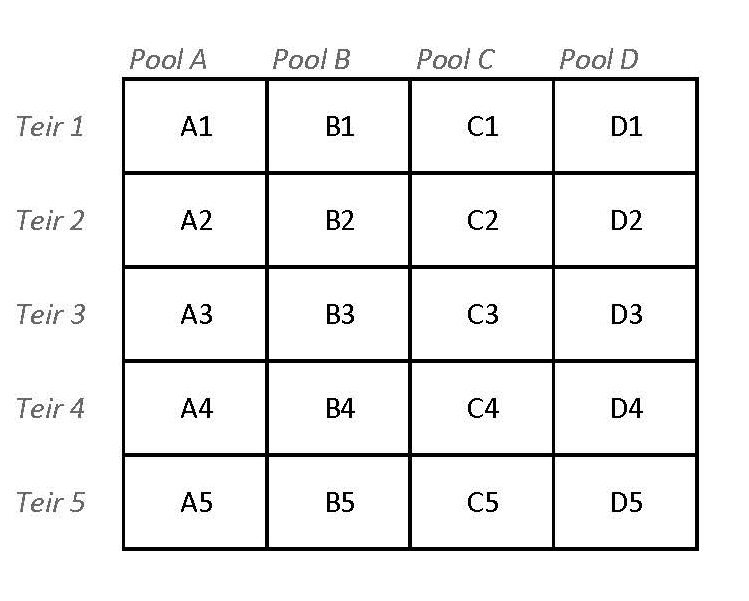 Pool A Pool B Pool C Pool D
Teir 1 A1 B1 C1 D1
Teir 2 A2 B2 C2 D2
Teir 3 A3 B3 C3 D3
Teir 4 A4 B4 C4 D4
Teir 5 A5 B5 C5 D5